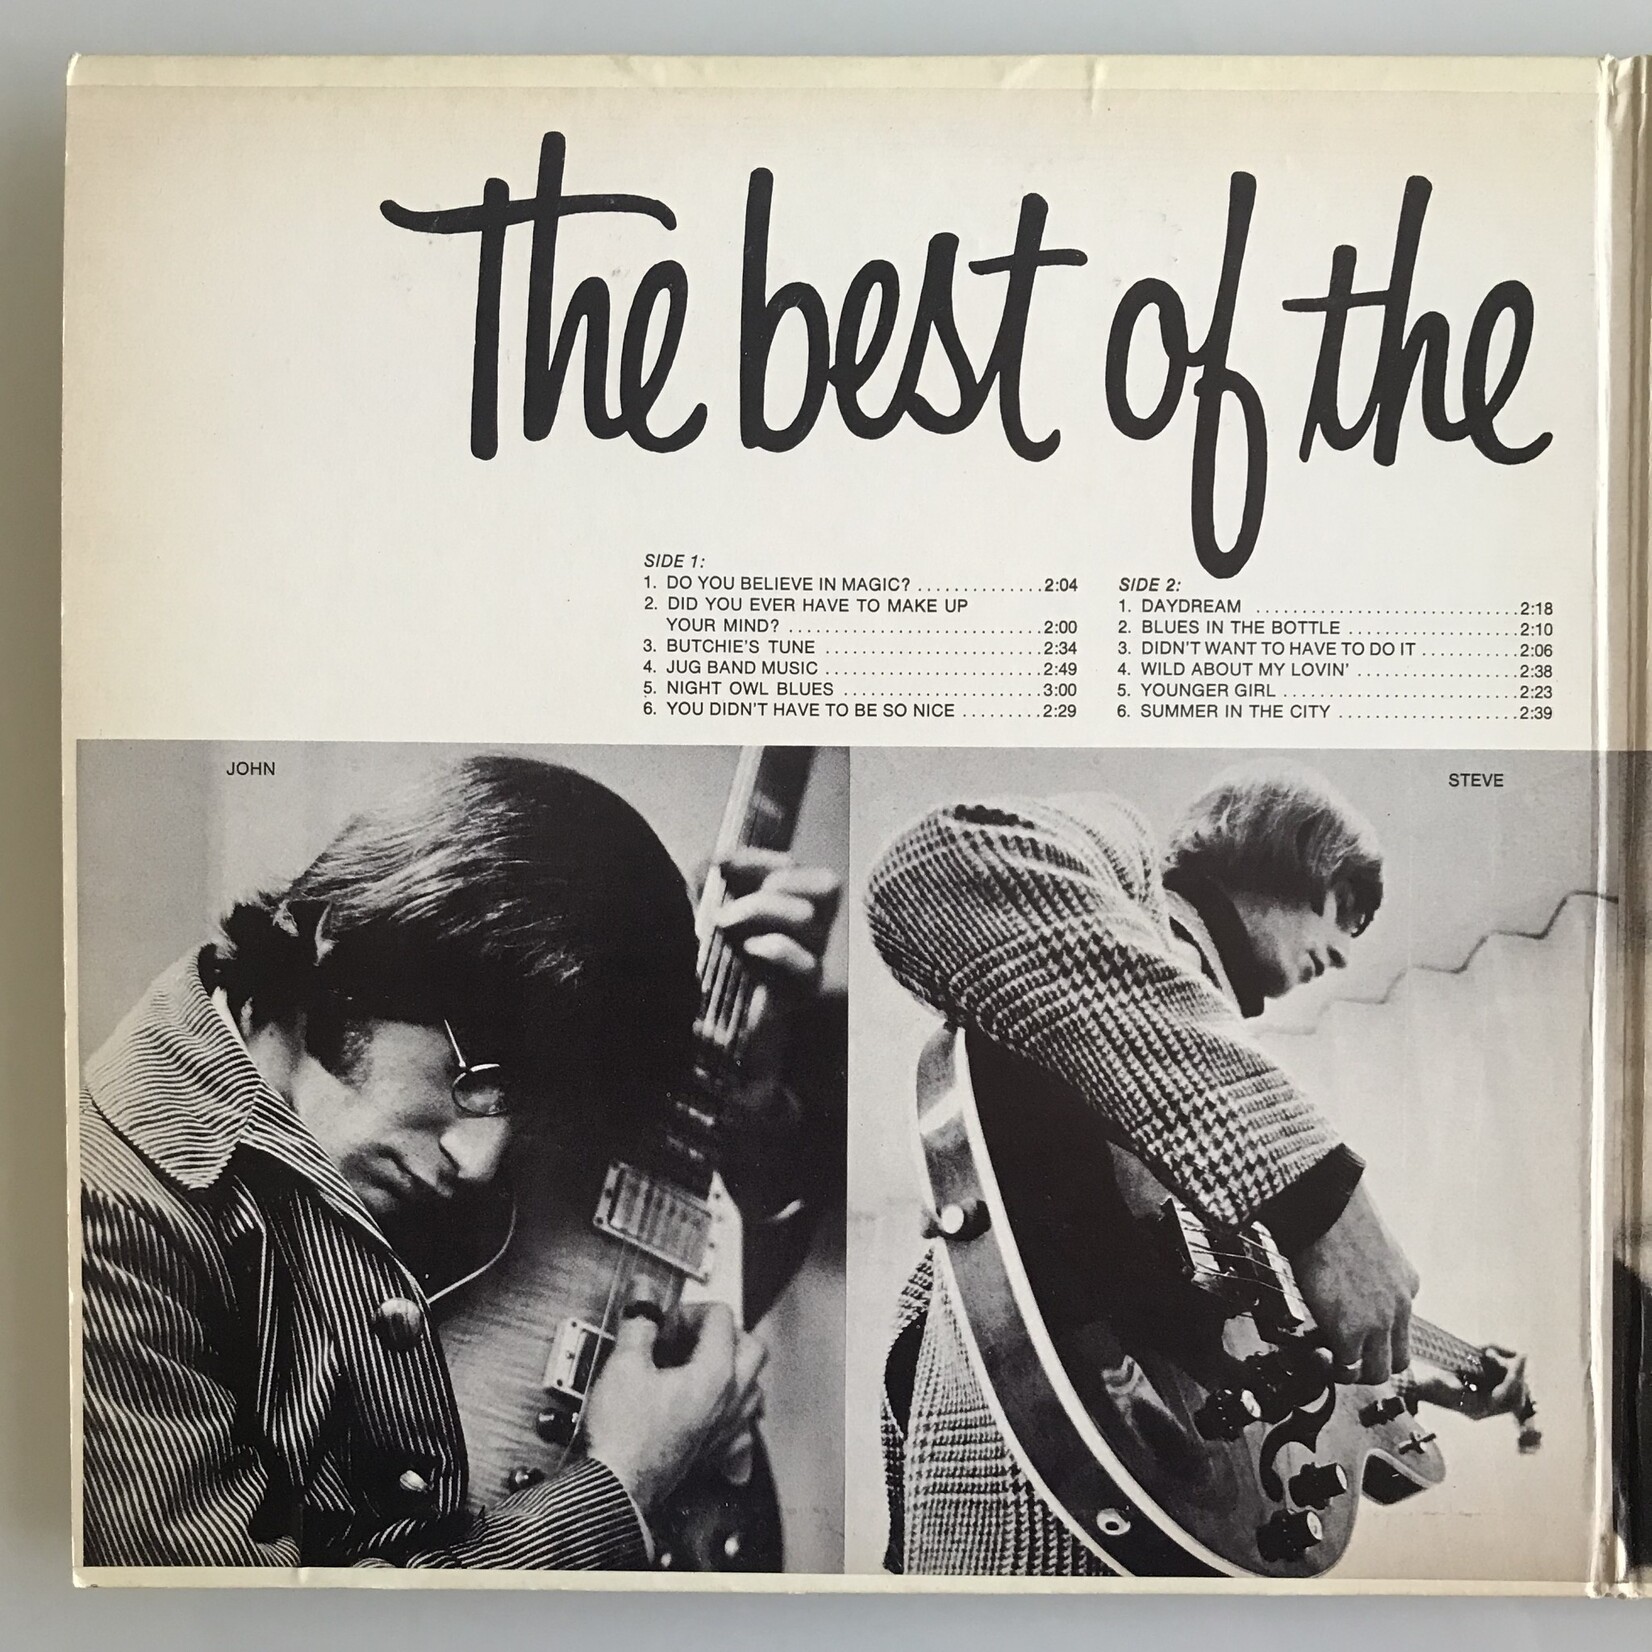 The best of the
SIDE 1:
1. DO YOU BELIEVE IN MAGIC? ..............2:04
2. DID YOU EVER HAVE TO MAKE UP
YOUR MIND? ............................2:00
3. BUTCHIE'S TUNE ........................2:34
4. JUG BAND MUSIC ........................2:49
5. NIGHT OWL BLUES ......................3:00
6. YOU DIDN'T HAVE TO BE SO NICE .........2:29
SIDE 2:
1. DAYDREAM .............................2:18
2. BLUES IN THE BOTTLE ...................2:10
3. DIDN'T WANT TO HAVE TO DO IT ...........2:06
4. WILD ABOUT MY LOVIN' ..................2:38
5. YOUNGER GIRL ..........................2:23
6. SUMMER IN THE CITY ....................2:39
JOHN
STEVE